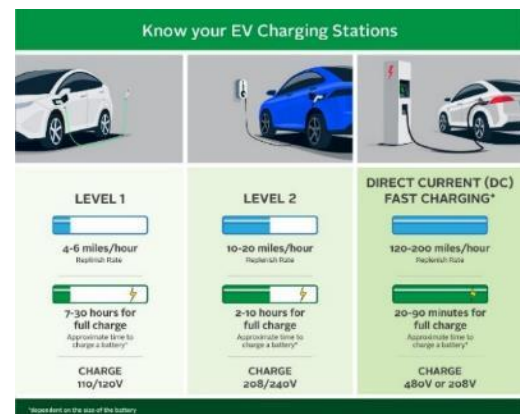 Know your EV Charging Stations
LEVEL 1
4-6 miles/hour
Replenish Rate
7-30 hours for
full charge
Approximate time to
charge a battery*
CHARGE
110/120V
LEVEL 2
10-20 miles/hour
Replenish Rate
2-10 hours for
full charge
Approximate time to
charge a battery*
CHARGE
208/240V
DIRECT CURRENT (DC)
FAST CHARGING*
120-200 miles/hour
Replenish Rate
20-90 minutes for
full charge
Approximate time to
charge a battery*
CHARGE
480V or 208V
*dependent on the size of the battery